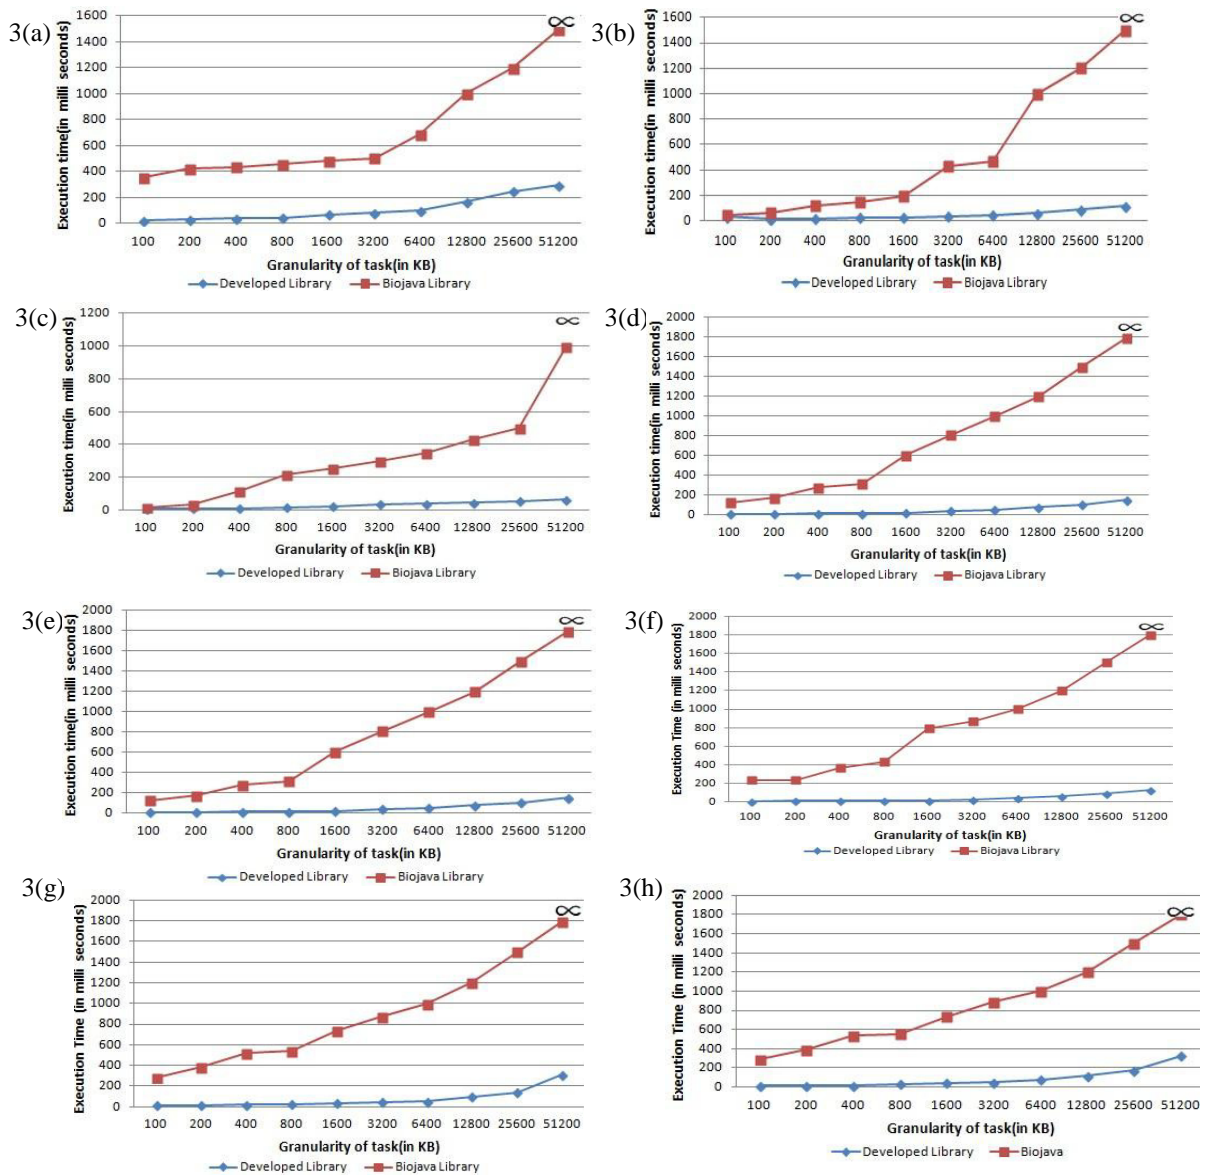 3(a)
Execution time(in milli seconds)
1600
1400
1200
1000
800
600
400
200
0
∞
100 200 400 800 1600 3200 6400 12800 25600 51200
Granularity of task(in KB)
Developed Library Biojava Library
3(b)
Execution time(in milli seconds)
1600
1400
1200
1000
800
600
400
200
0
∞
100 200 400 800 1600 3200 6400 12800 25600 51200
Granularity of task(in KB)
Developed Library Biojava Library
3(c)
Execution time(in milli seconds)
1200
1000
800
600
400
200
0
∞
100 200 400 800 1600 3200 6400 12800 25600 51200
Granularity of task(in KB)
Developed Library Biojava Library
3(d)
Execution time(in milli seconds)
2000
1800
1600
1400
1200
1000
800
600
400
200
0
∞
100 200 400 800 1600 3200 6400 12800 25600 51200
Granularity of task(in KB)
Developed Library Biojava Library
3(e)
Execution time(in milli seconds)
2000
1800
1600
1400
1200
1000
800
600
400
200
0
∞
100 200 400 800 1600 3200 6400 12800 25600 51200
Granularity of task(in KB)
Developed Library Biojava Library
3(f)
Execution Time (in milli seconds)
2000
1800
1600
1400
1200
1000
800
600
400
200
0
∞
100 200 400 800 1600 3200 6400 12800 25600 51200
Granularity of task(in KB)
Developed Library Biojava Library
3(g)
Execution Time (in milli seconds)
2000
1800
1600
1400
1200
1000
800
600
400
200
0
∞
100 200 400 800 1600 3200 6400 12800 25600 51200
Granularity of task(in KB)
Developed Library Biojava Library
3(h)
Execution Time (in milli seconds)
2000
1800
1600
1400
1200
1000
800
600
400
200
0
∞
100 200 400 800 1600 3200 6400 12800 25600 51200
Granularity of task(in KB)
Developed Library Biojava